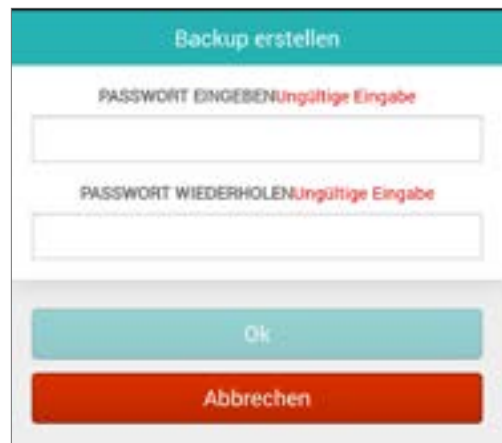 Backup erstellen
PASSWORT EINGEBENUngültige Eingabe
PASSWORT WIEDERHOLENUngültige Eingabe
Ok
Abbrechen